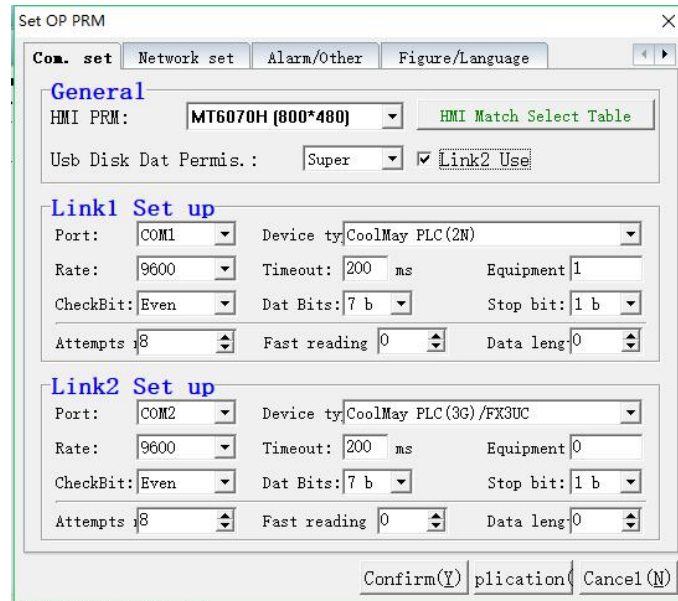 Set OP PRM
Com. set Network set Alarm/Other Figure/Language
General
HMI PRM: MT6070H (800*480) HMI Match Select Table
Usb Disk Dat Permis.: Super Link2 Use
Link1 Set up
Port: COM1 Device ty CoolMay PLC(2N)
Rate: 9600 Timeout: 200 ms Equipment 1
CheckBit: Even Dat Bits: 7 b Stop bit: 1 b
Attempts 8 Fast reading 0 Data leng 0
Link2 Set up
Port: COM2 Device ty CoolMay PLC(3G)/FX3UC
Rate: 9600 Timeout: 200 ms Equipment 0
CheckBit: Even Dat Bits: 7 b Stop bit: 1 b
Attempts 8 Fast reading 0 Data leng 0
Confirm(Y) plication( Cancel(N)